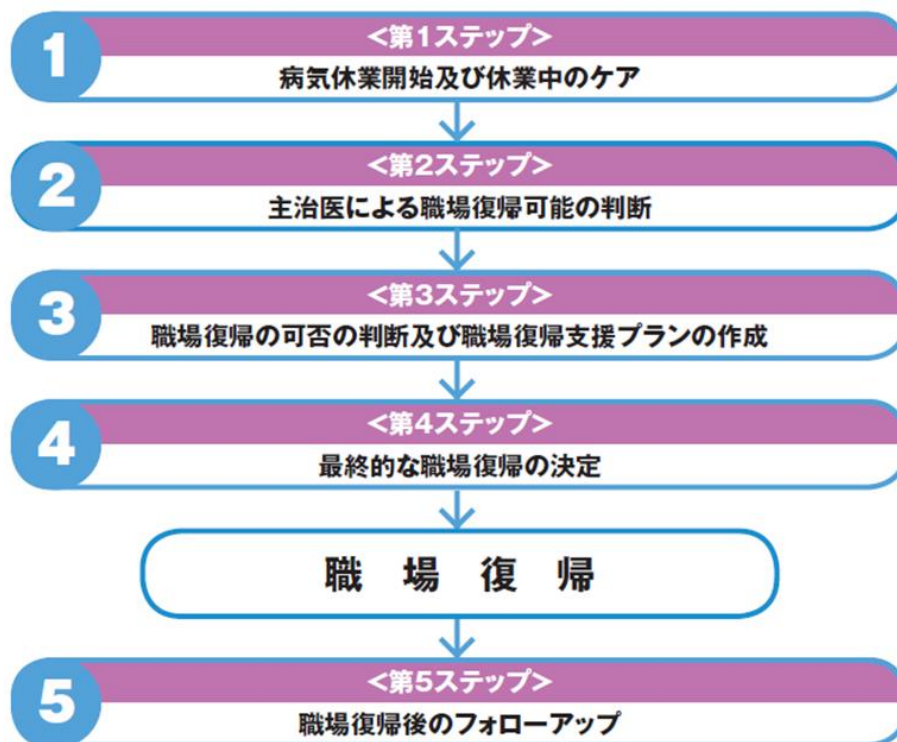 1
<第1ステップ>
病気休業開始及び休業中のケア
2
<第2ステップ>
主治医による職場復帰可能の判断
3
<第3ステップ>
職場復帰の可否の判断及び職場復帰支援プランの作成
4
<第4ステップ>
最終的な職場復帰の決定
職場復帰
5
<第5ステップ>
職場復帰後のフォローアップ